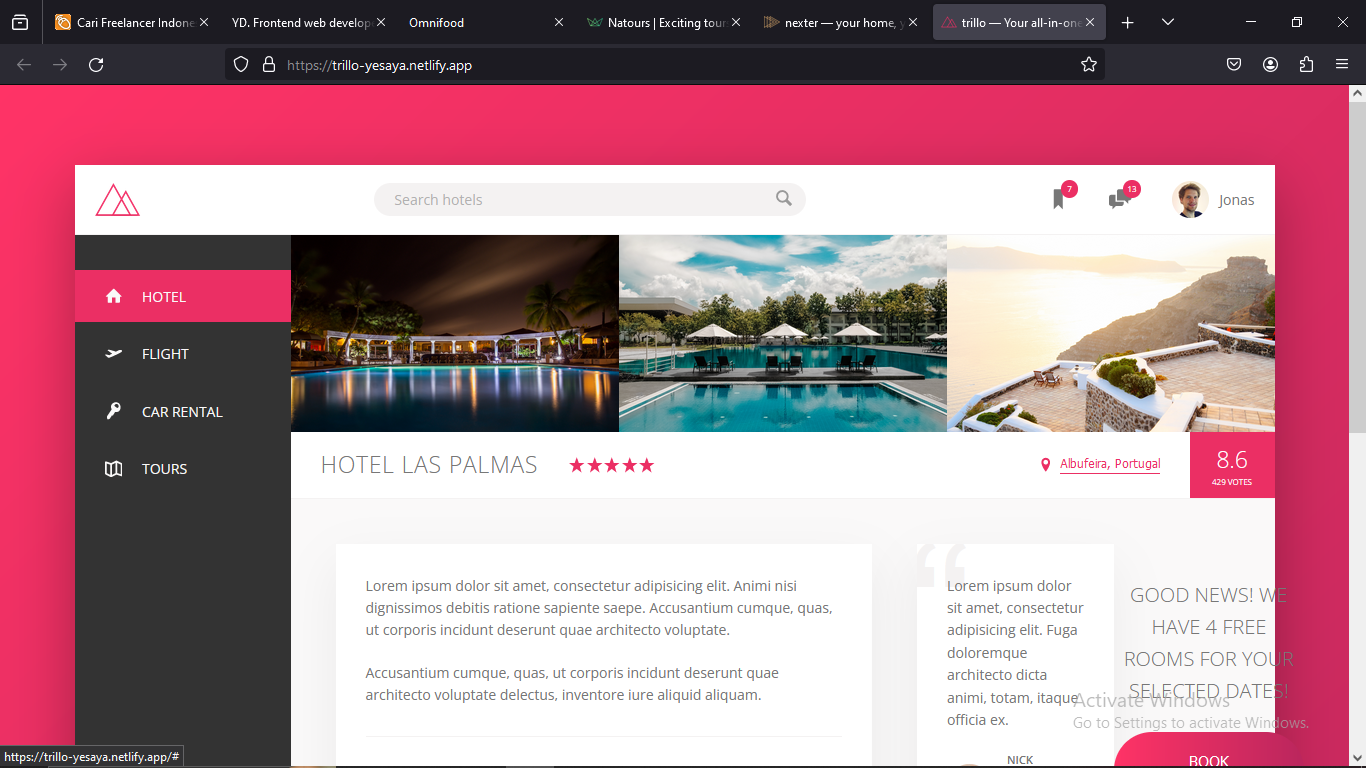 Cari Freelancer Indone
YD. Frontend web develop
Omnifood
Natours | Exciting tour
nexter — your home, y
trillo — Your all-in-one
https://trillo-yesaya.netlify.app
Search hotels
7
13
Jonas
HOTEL
FLIGHT
CAR RENTAL
TOURS
HOTEL LAS PALMAS
Albufeira, Portugal
8.6
429 VOTES
Lorem ipsum dolor sit amet, consectetur adipisicing elit. Animi nisi
dignissimos debitis ratione sapiente saepe. Accusantium cumque, quas,
ut corporis incidunt deserunt quae architecto voluptate.
Accusantium cumque, quas, ut corporis incidunt deserunt quae
architecto voluptate delectus, inventore iure aliquid aliquam.
“
Lorem ipsum dolor
sit amet, consectetur
adipisicing elit. Fuga
doloremque
architecto dicta
animi, totam, itaque
officia ex.
NICK
GOOD NEWS! WE
HAVE 4 FREE
ROOMS FOR YOUR
SELECTED DATES!
BOOK
Activate Windows
Go to Settings to activate Windows.
https://trillo-yesaya.netlify.app/#